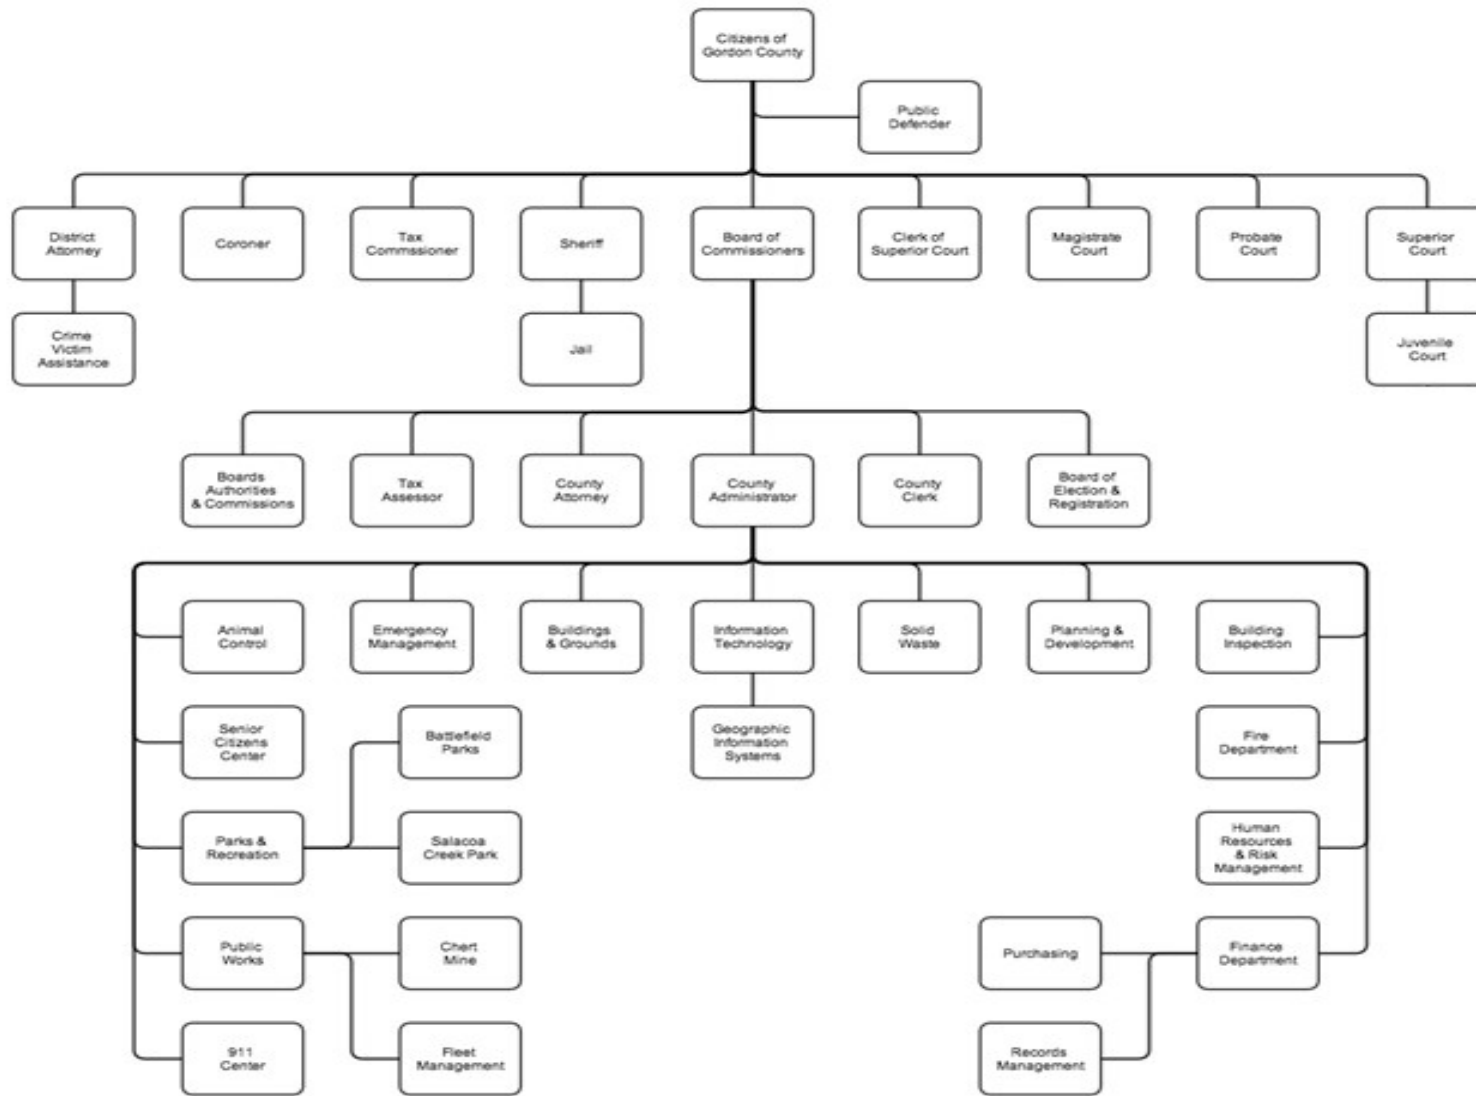 Citizens of
Gordon County
Public
Defender
District
Attorney
Coroner
Tax
Commssioner
Sheriff
Board of
Commissioners
Clerk of
Superior Court
Magistrate
Court
Probate
Court
Superior
Court
Crime
Victim
Assistance
Jail
Juvenile
Court
Boards
Authorities
& Commissions
Tax
Assessor
County
Attorney
County
Administrator
County
Clerk
Board of
Election &
Registration
Animal
Control
Emergency
Management
Buildings
& Grounds
Information
Technology
Solid
Waste
Planning &
Development
Building
Inspection
Senior
Citizens
Center
Battlefield
Parks
Geographic
Information
Systems
Fire
Department
Parks &
Recreation
Salacoa
Creek Park
Human
Resources
& Risk
Management
Public
Works
Chert
Mine
Purchasing
Finance
Department
911
Center
Fleet
Management
Records
Management